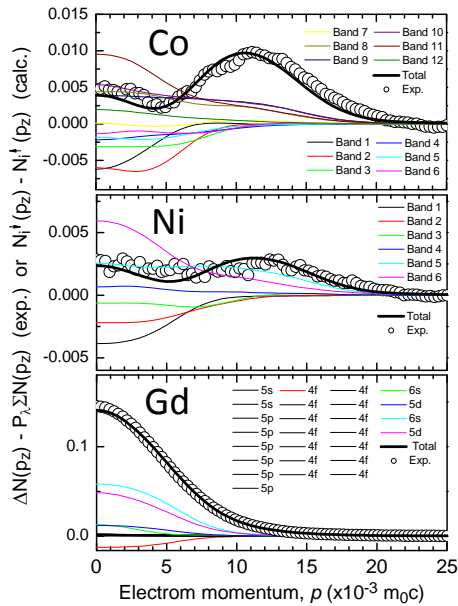 ΔN(p_z) - P_λΣN(p_z) (exp.) or N_i^↑(p_z) - N_i^↓(p_z) (calc.)
0.015
0.010
0.005
0.000
-0.005
Co
Band 7 Band 10
Band 8 Band 11
Band 9 Band 12
Total
Exp.
Band 1 Band 4
Band 2 Band 5
Band 3 Band 6
0.005
0.000
-0.005
Ni
Band 1
Band 2
Band 3
Band 4
Band 5
Band 6
Total
Exp.
0.1
0.0
Gd
5s 4f 4f 6s
5s 4f 4f 5d
5p 4f 4f 6s
5p 4f 4f 5d
5p 4f 4f Total
5p 4f 4f Exp.
5p 4f 4f
5p
0 5 10 15 20 25
Electrom momentum, p (x10⁻³ m₀c)